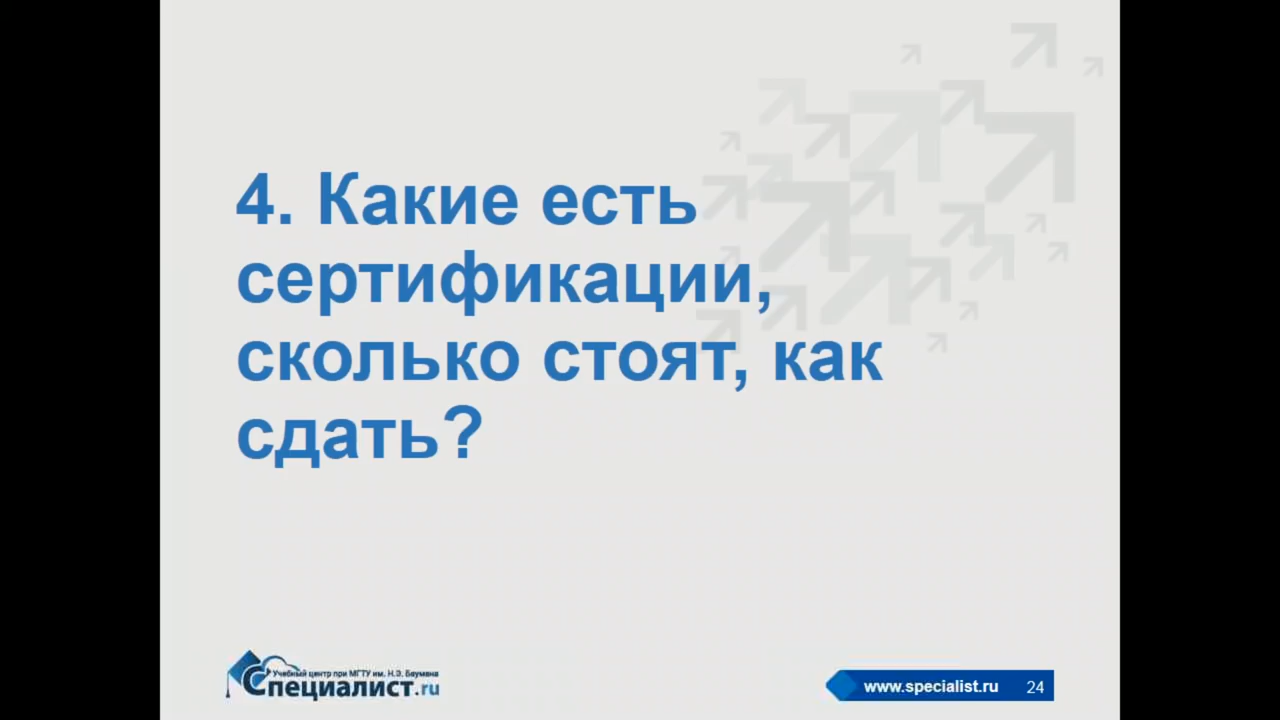 4. Какие есть
сертификации,
сколько стоят, как
сдать?
Учебный центр при МГТУ им. Н.Э. Баумана
Специалист.ru
www.specialist.ru 24